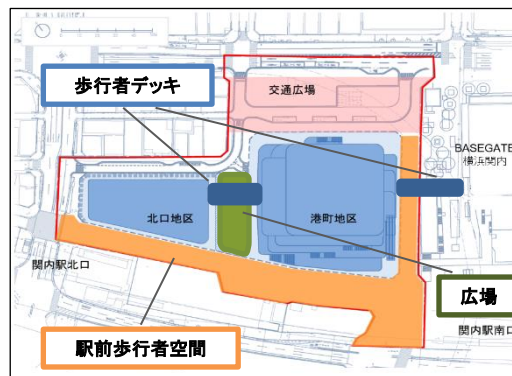 歩行者デッキ
交通広場
BASEGATE
横浜関内
北口地区
港町地区
関内駅北口
広場
関内駅南口
駅前歩行者空間